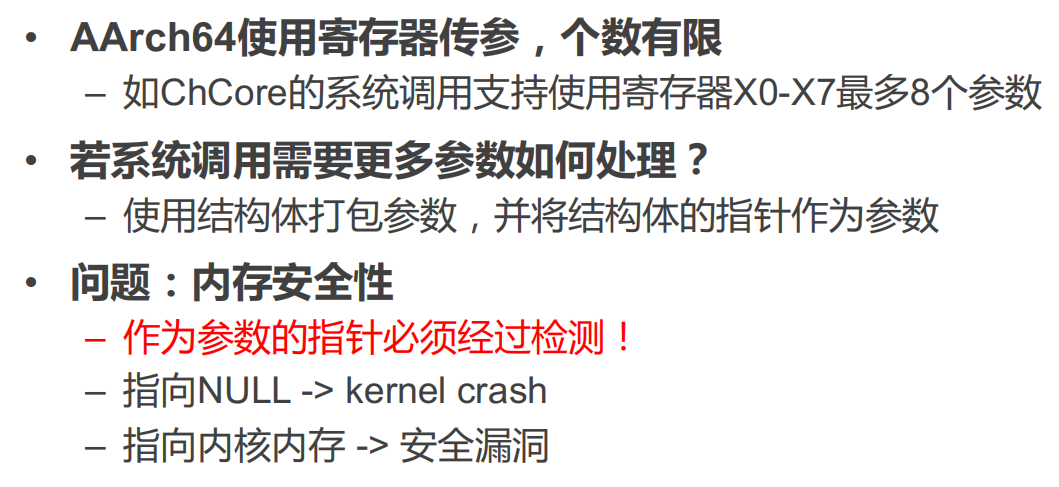 • AArch64使用寄存器传参，个数有限
– 如ChCore的系统调用支持使用寄存器X0-X7最多8个参数
• 若系统调用需要更多参数如何处理？
– 使用结构体打包参数，并将结构体的指针作为参数
• 问题：内存安全性
– 作为参数的指针必须经过检测！
– 指向NULL -> kernel crash
– 指向内核内存 -> 安全漏洞